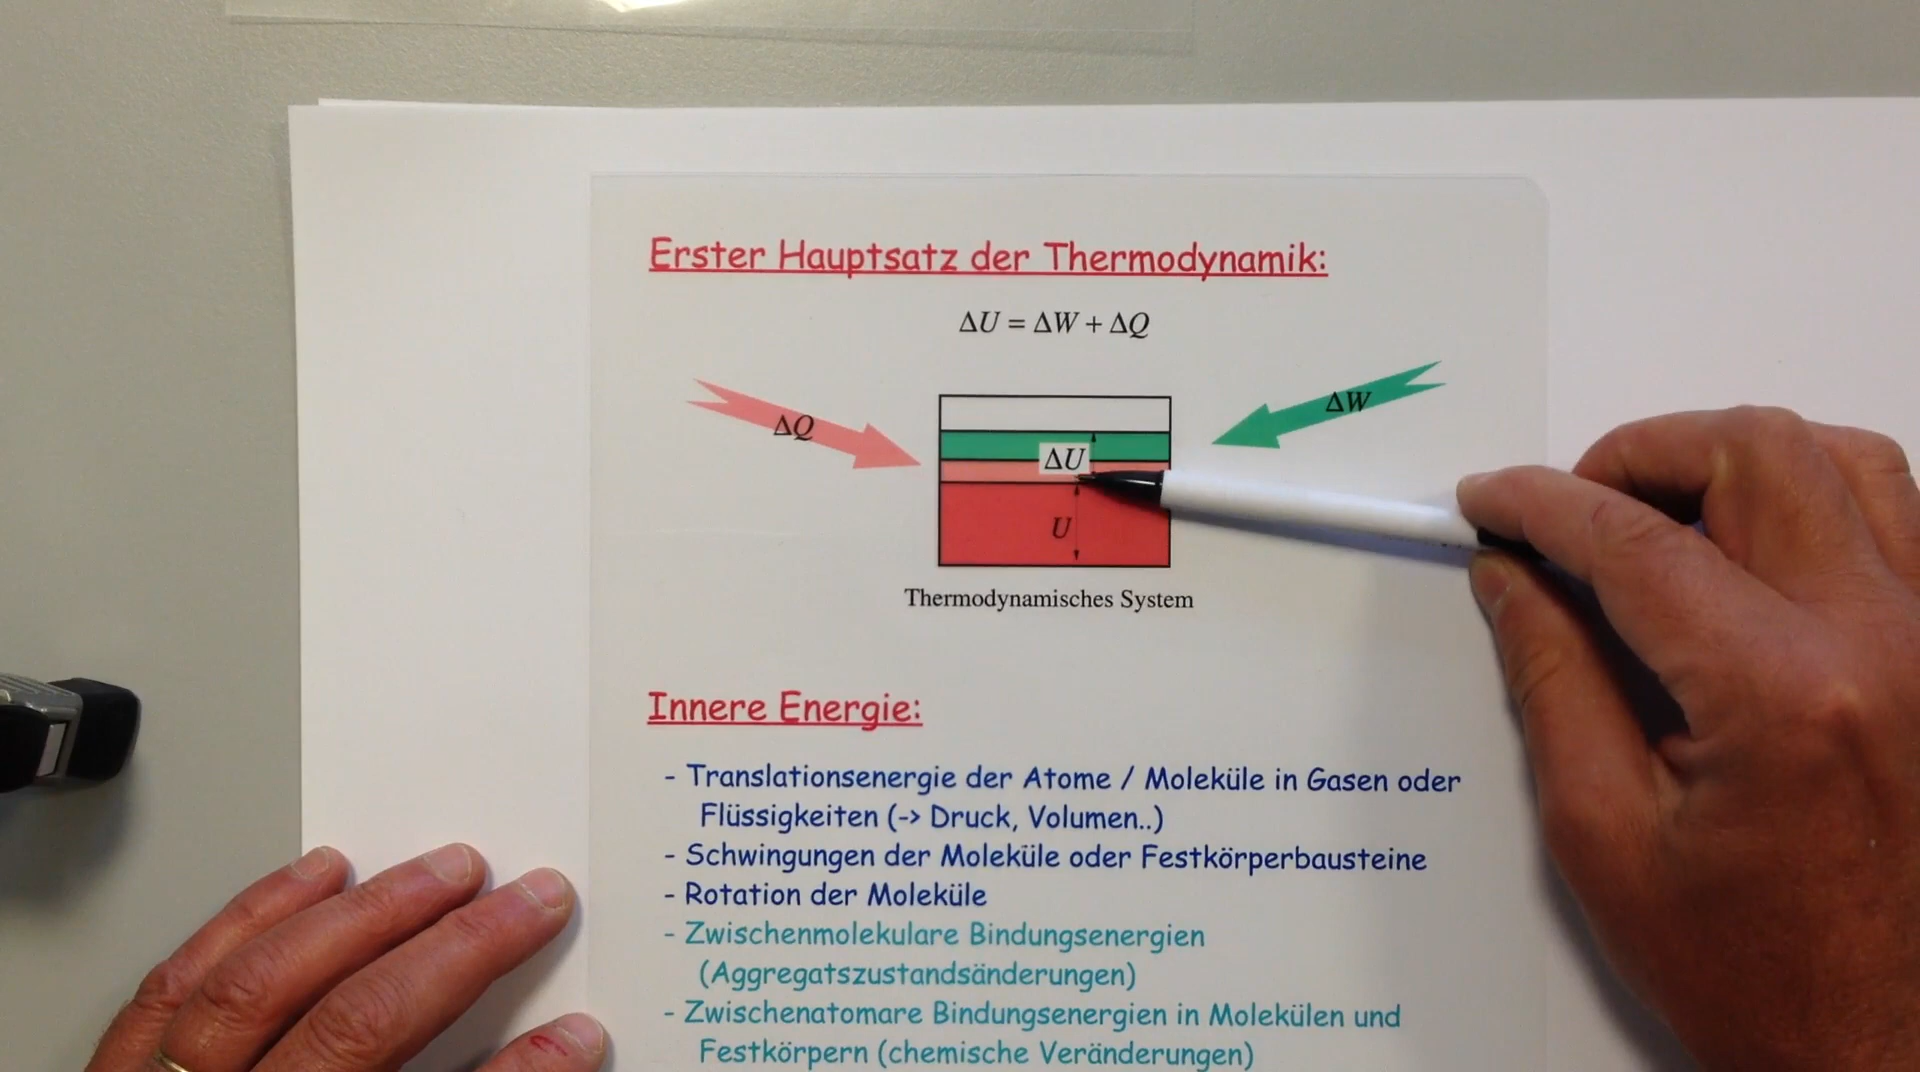 Erster Hauptsatz der Thermodynamik:
ΔU = ΔW + ΔQ
ΔQ
ΔW
ΔU
U
Thermodynamisches System
Innere Energie:
- Translationsenergie der Atome / Moleküle in Gasen oder
Flüssigkeiten (-> Druck, Volumen..)
- Schwingungen der Moleküle oder Festkörperbausteine
- Rotation der Moleküle
- Zwischenmolekulare Bindungsenergien
(Aggregatszustandsänderungen)
- Zwischenatomare Bindungsenergien in Molekülen und
Festkörpern (chemische Veränderungen)